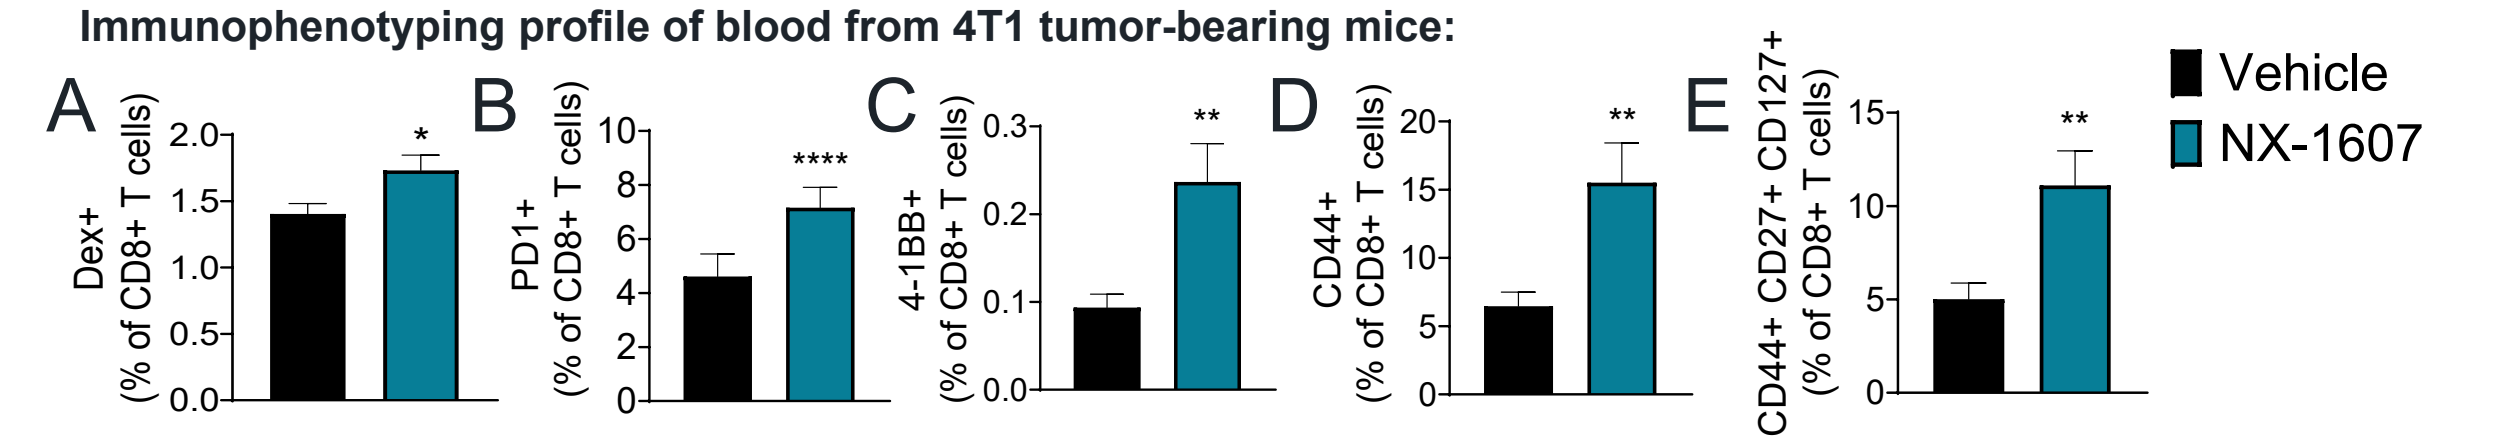 Immunophenotyping profile of blood from 4T1 tumor-bearing mice:
A
Dex+
(% of CD8+ T cells)
2.0
1.5
1.0
0.5
0.0
*
B
PD1+
(% of CD8+ T cells)
10
8
6
4
2
0
****
C
4-1BB+
(% of CD8+ T cells)
0.3
0.2
0.1
0.0
**
D
CD44+
(% of CD8+ T cells)
20
15
10
5
0
**
E
CD44+ CD27+ CD127+
(% of CD8+ T cells)
15
10
5
0
**
Vehicle
NX-1607